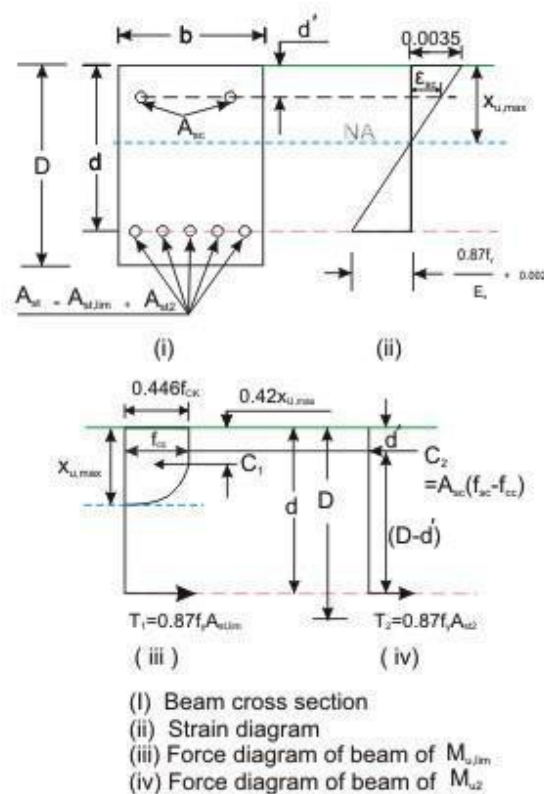 b
d'
0.0035
ε_sc
x_u,max
A_sc
NA
D
d
0.87f_y
E_s
+ 0.002
A_st = A_st,lim + A_st2
(i)
(ii)
0.446f_CK
0.42x_u,max
f_cc
d'
x_u,max
C_1
C_2
=A_sc(f_sc-f_cc)
d
D
(D-d')
T_1=0.87f_yA_st,lim
T_2=0.87f_yA_st2
( iii )
( iv)
(I) Beam cross section
(ii) Strain diagram
(iii) Force diagram of beam of M_u,lim
(iv) Force diagram of beam of M_u2